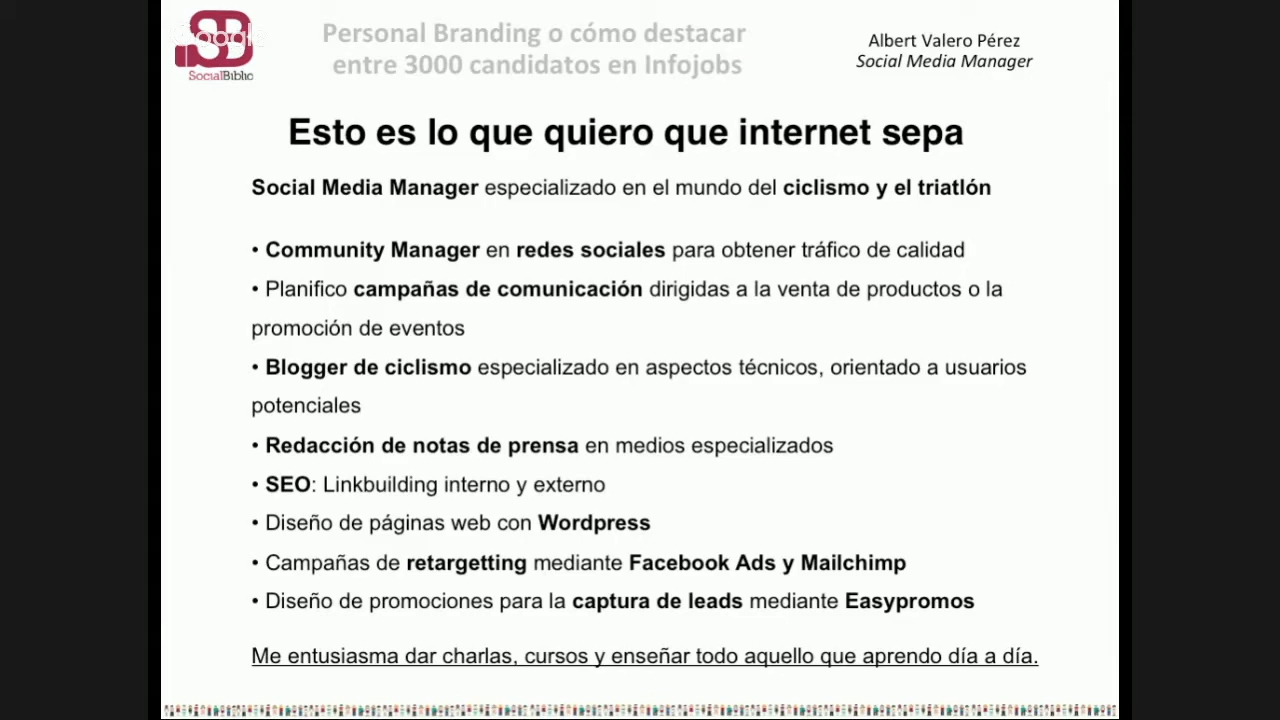 Google
SocialBiblio
Personal Branding o cómo destacar
entre 3000 candidatos en Infojobs
Albert Valero Pérez
Social Media Manager
Esto es lo que quiero que internet sepa
Social Media Manager especializado en el mundo del ciclismo y el triatlón
• Community Manager en redes sociales para obtener tráfico de calidad
• Planifico campañas de comunicación dirigidas a la venta de productos o la
promoción de eventos
• Blogger de ciclismo especializado en aspectos técnicos, orientado a usuarios
potenciales
• Redacción de notas de prensa en medios especializados
• SEO: Linkbuilding interno y externo
• Diseño de páginas web con Wordpress
• Campañas de retargetting mediante Facebook Ads y Mailchimp
• Diseño de promociones para la captura de leads mediante Easypromos
Me entusiasma dar charlas, cursos y enseñar todo aquello que aprendo día a día.